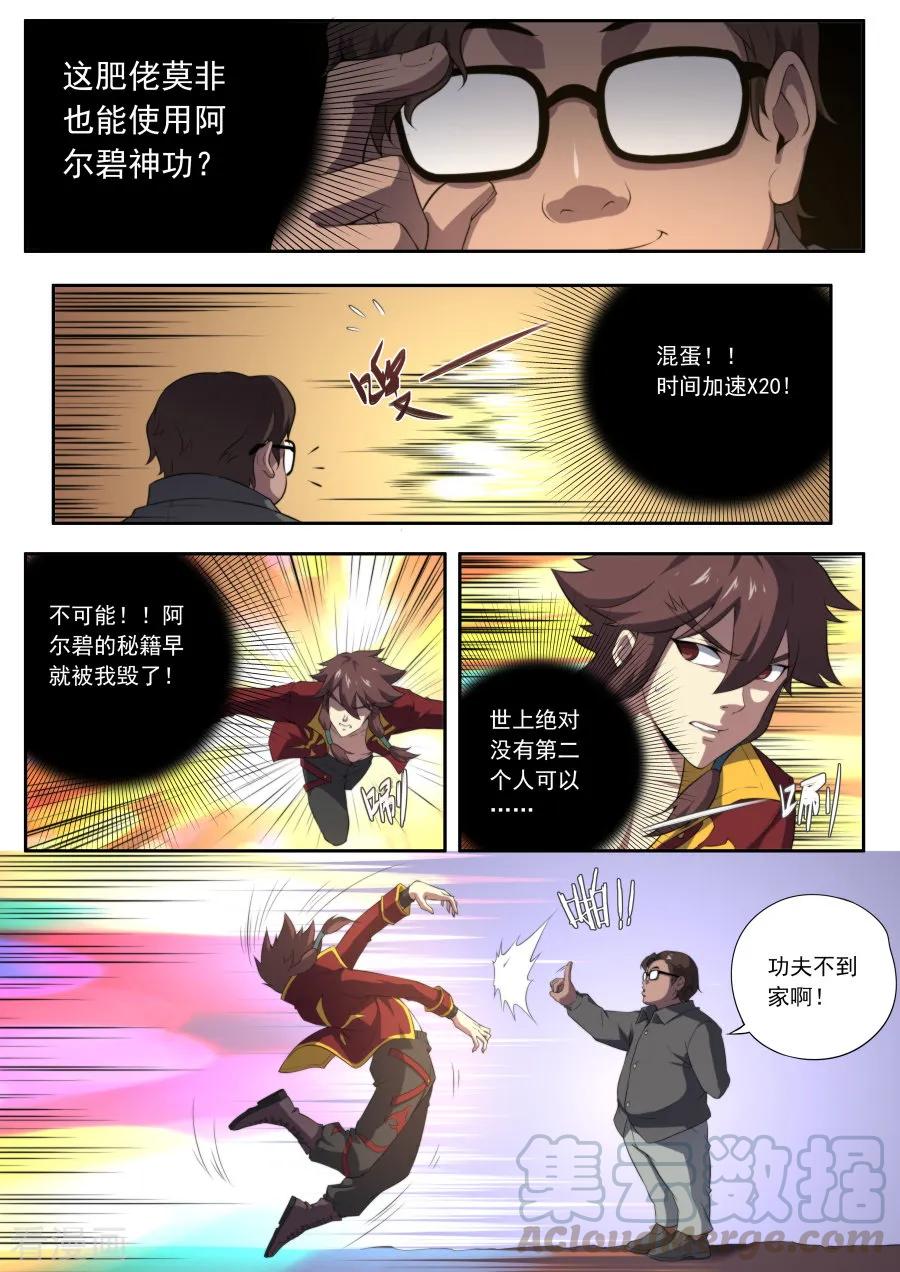 这肥佬莫非
也能使用阿
尔碧神功？
嗖
混蛋！！
时间加速X20！
不可能！！阿
尔碧的秘籍早
就被我毁了！
唰
世上绝对
没有第二
个人可以
……
唰
啪!!
功夫不到
家啊！
集云数据
AcloudMerge.com
看漫画